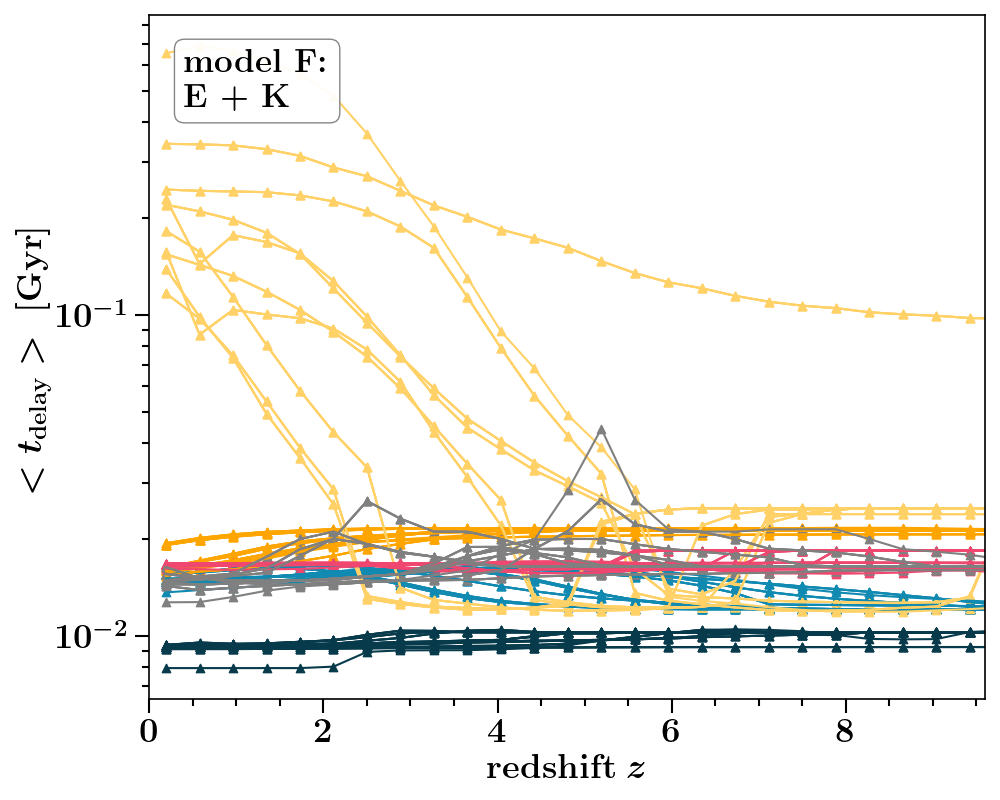 model F:
E + K
< t_delay > [Gyr]
10⁻¹
10⁻²
0 2 4 6 8
redshift z